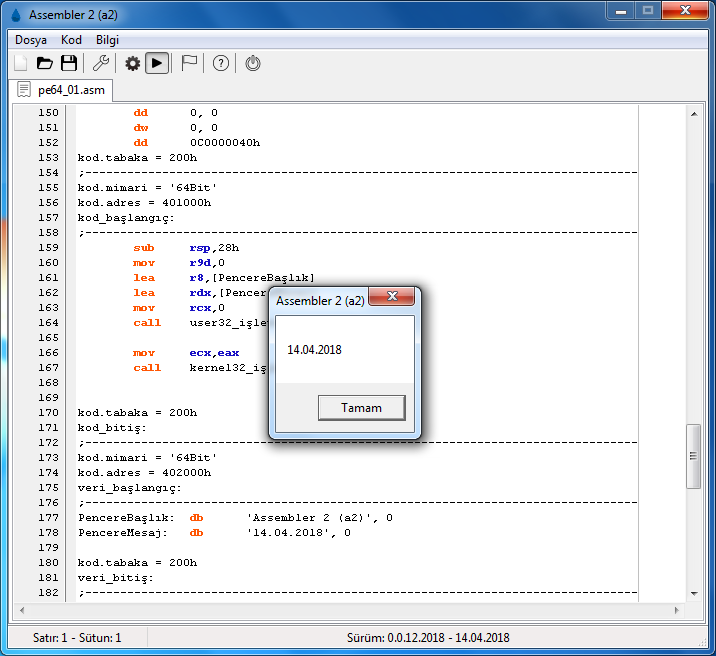 Assembler 2 (a2)
Dosya Kod Bilgi
pe64_01.asm
150 dd 0, 0
151 dw 0, 0
152 dd 0C0000040h
153 kod.tabaka = 200h
154 ;-------------------------------------------------------------------------------
155 kod.mimari = '64Bit'
156 kod.adres = 401000h
157 kod_başlangıç:
158 ;-------------------------------------------------------------------------------
159 sub rsp,28h
160 mov r9d,0
161 lea r8,[PencereBaşlık]
162 lea rdx,[Pencer
163 mov rcx,0
164 call user32_işle
165
166 mov ecx,eax
167 call kernel32_iş
168
169
170 kod.tabaka = 200h
171 kod_bitiş:
172 ;-------------------------------------------------------------------------------
173 kod.mimari = '64Bit'
174 kod.adres = 402000h
175 veri_başlangıç:
176 ;-------------------------------------------------------------------------------
177 PencereBaşlık: db 'Assembler 2 (a2)', 0
178 PencereMesaj: db '14.04.2018', 0
179
180 kod.tabaka = 200h
181 veri_bitiş:
182 ;-------------------------------------------------------------------------------
Assembler 2 (a2)
14.04.2018
Tamam
Satır: 1 - Sütun: 1 Sürüm: 0.0.12.2018 - 14.04.2018